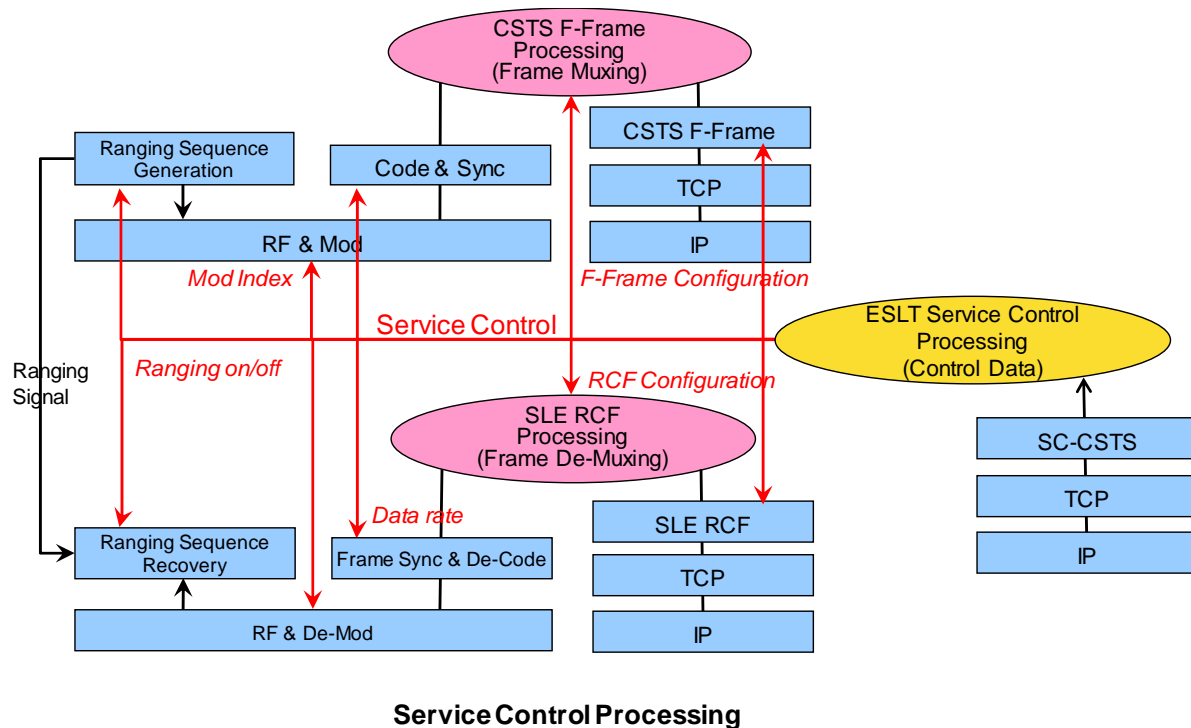 CSTS F-Frame
Processing
(Frame Muxing)
CSTS F-Frame
Ranging Sequence
Generation
Code & Sync
TCP
RF & Mod
IP
Mod Index
F-Frame Configuration
Service Control
ESLT Service Control
Processing
(Control Data)
Ranging
Signal
Ranging on/off
RCF Configuration
SLE RCF
Processing
(Frame De-Muxing)
SC-CSTS
TCP
IP
Data rate
SLE RCF
Ranging Sequence
Recovery
Frame Sync & De-Code
TCP
RF & De-Mod
IP
Service Control Processing